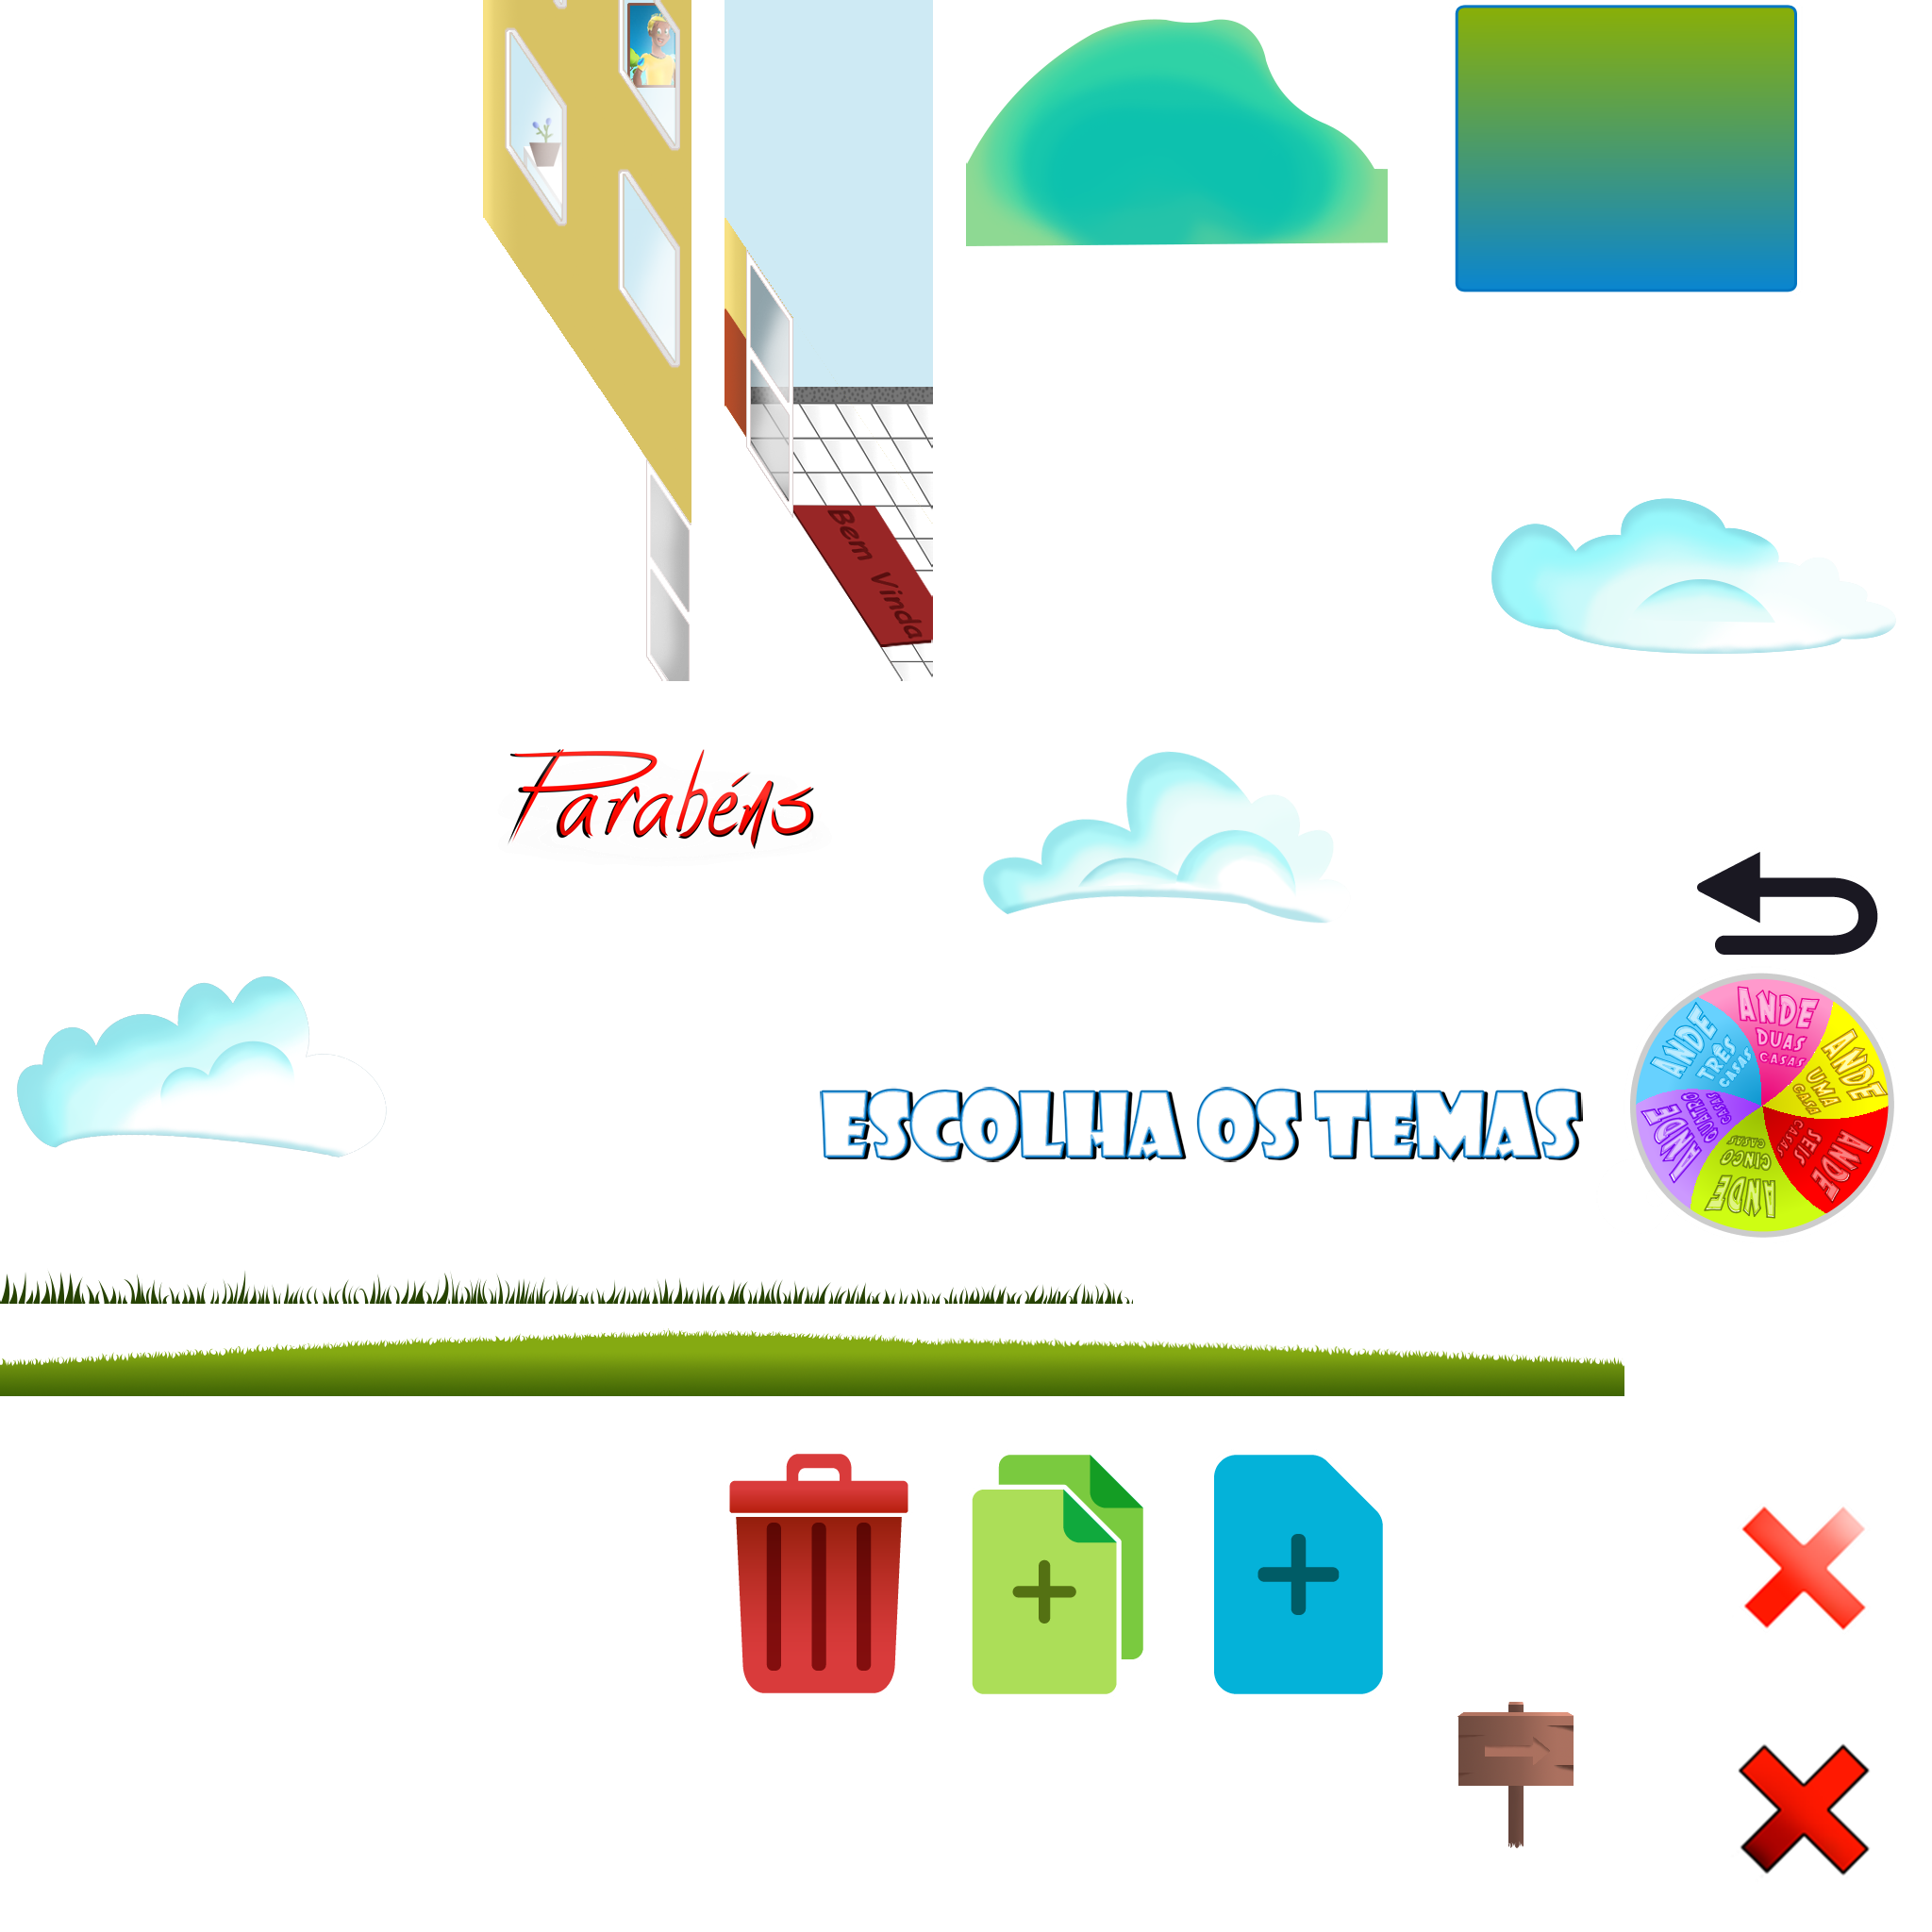 Bem Vinda
Parabéns
ESCOLHA OS TEMAS
ANDE
DUAS
CASAS
ANDE
UMA
CASA
ANDE
SEIS
CASAS
ANDE
CINCO
CASAS
ANDE
QUATRO
CASAS
ANDE
TRES
CASAS